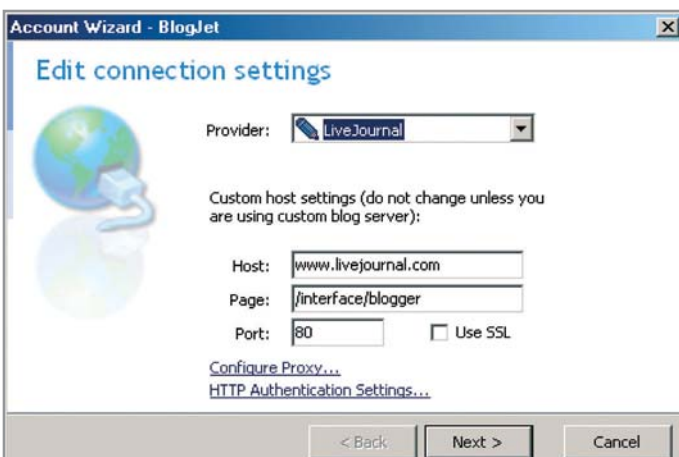 Account Wizard - BlogJet
Edit connection settings
Provider: LiveJournal
Custom host settings (do not change unless you
are using custom blog server):
Host: www.livejournal.com
Page: /interface/blogger
Port: 80 Use SSL
Configure Proxy...
HTTP Authentication Settings...
< Back Next > Cancel